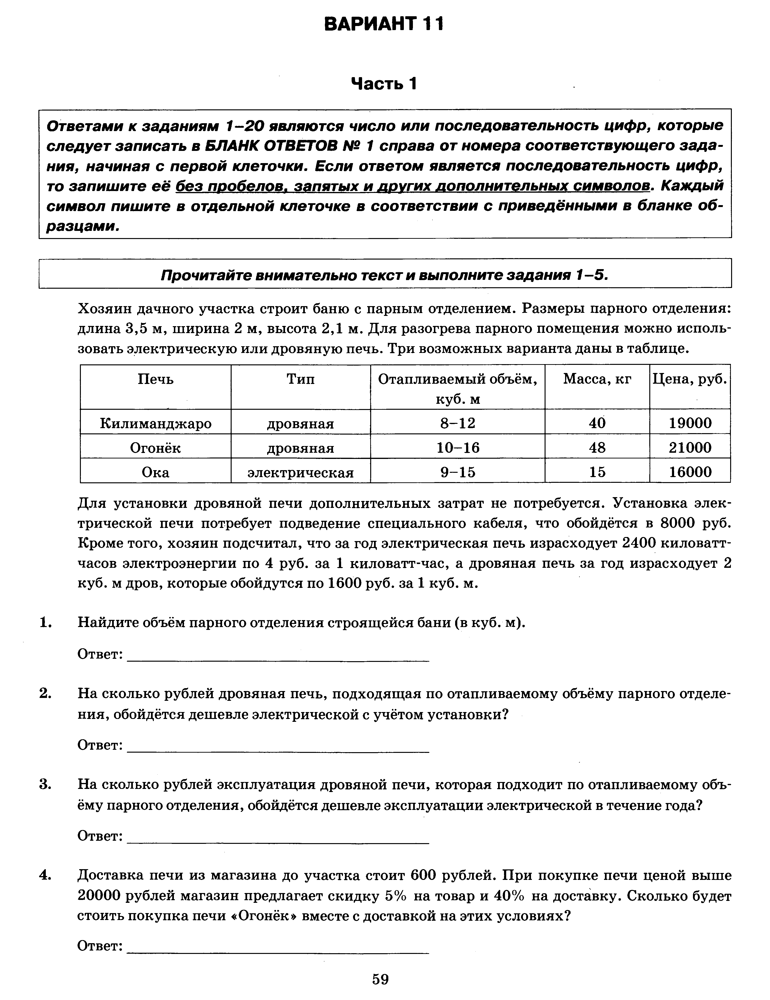 ВАРИАНТ 11
Часть 1
Ответами к заданиям 1–20 являются число или последовательность цифр, которые
следует записать в БЛАНК ОТВЕТОВ № 1 справа от номера соответствующего зада-
ния, начиная с первой клеточки. Если ответом является последовательность цифр,
то запишите её без пробелов, запятых и других дополнительных символов. Каждый
символ пишите в отдельной клеточке в соответствии с приведёнными в бланке об-
разцами.
Прочитайте внимательно текст и выполните задания 1–5.
Хозяин дачного участка строит баню с парным отделением. Размеры парного отделения:
длина 3,5 м, ширина 2 м, высота 2,1 м. Для разогрева парного помещения можно исполь-
зовать электрическую или дровяную печь. Три возможных варианта даны в таблице.
Печь Тип Отапливаемый объём, Масса, кг Цена, руб.
куб. м
Килиманджаро дровяная 8–12 40 19000
Огонёк дровяная 10–16 48 21000
Ока электрическая 9–15 15 16000
Для установки дровяной печи дополнительных затрат не потребуется. Установка элек-
трической печи потребует подведение специального кабеля, что обойдётся в 8000 руб.
Кроме того, хозяин подсчитал, что за год электрическая печь израсходует 2400 киловатт-
часов электроэнергии по 4 руб. за 1 киловатт-час, а дровяная печь за год израсходует 2
куб. м дров, которые обойдутся по 1600 руб. за 1 куб. м.
1. Найдите объём парного отделения строящейся бани (в куб. м).
Ответ:
2. На сколько рублей дровяная печь, подходящая по отапливаемому объёму парного отделе-
ния, обойдётся дешевле электрической с учётом установки?
Ответ:
3. На сколько рублей эксплуатация дровяной печи, которая подходит по отапливаемому объ-
ёму парного отделения, обойдётся дешевле эксплуатации электрической в течение года?
Ответ:
4. Доставка печи из магазина до участка стоит 600 рублей. При покупке печи ценой выше
20000 рублей магазин предлагает скидку 5% на товар и 40% на доставку. Сколько будет
стоить покупка печи «Огонёк» вместе с доставкой на этих условиях?
Ответ:
59